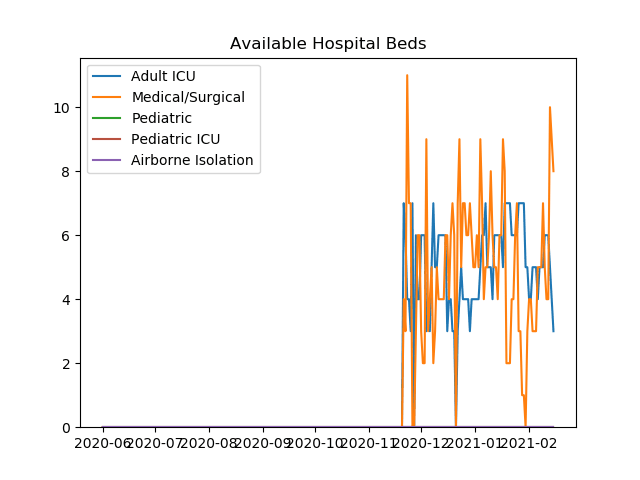 Available Hospital Beds
Adult ICU
Medical/Surgical
Pediatric
Pediatric ICU
Airborne Isolation
10
8
6
4
2
0
2020-06 2020-07 2020-08 2020-09 2020-10 2020-11 2020-12 2021-01 2021-02